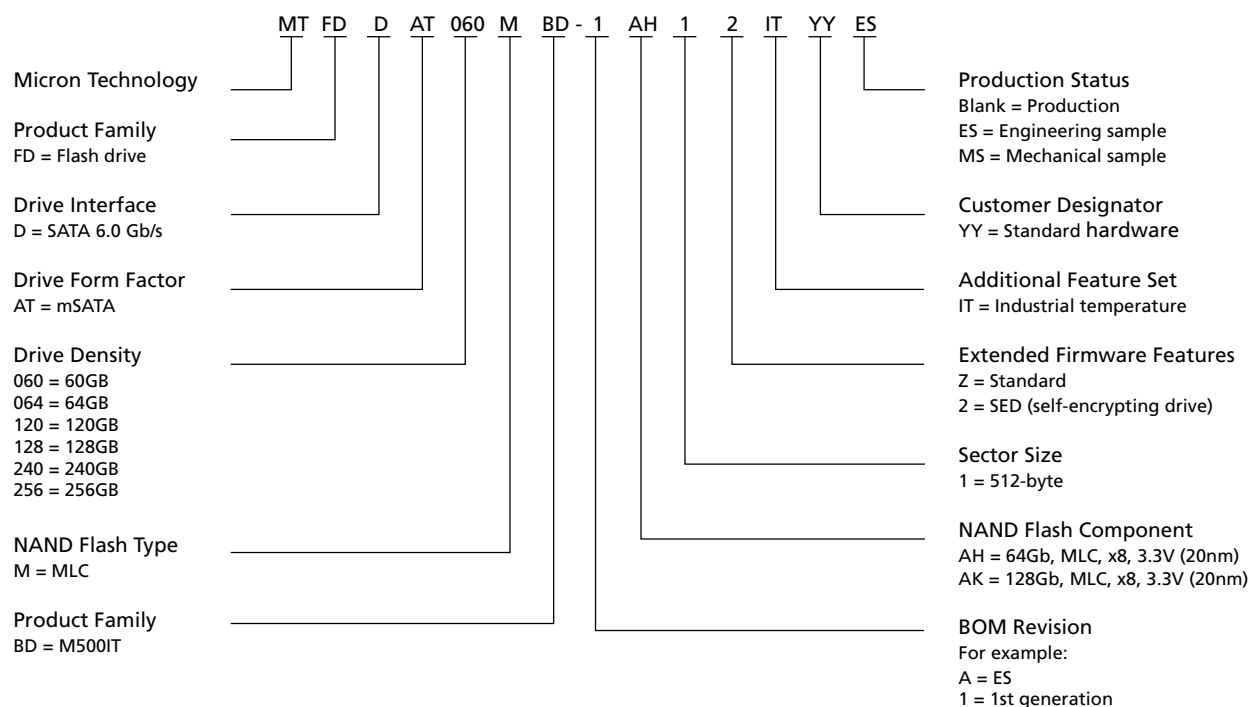 MT FD D AT 060 M BD - 1 AH 1 2 IT YY ES
Micron Technology
Product Family
FD = Flash drive
Drive Interface
D = SATA 6.0 Gb/s
Drive Form Factor
AT = mSATA
Drive Density
060 = 60GB
064 = 64GB
120 = 120GB
128 = 128GB
240 = 240GB
256 = 256GB
NAND Flash Type
M = MLC
Product Family
BD = M500IT
Production Status
Blank = Production
ES = Engineering sample
MS = Mechanical sample
Customer Designator
YY = Standard hardware
Additional Feature Set
IT = Industrial temperature
Extended Firmware Features
Z = Standard
2 = SED (self-encrypting drive)
Sector Size
1 = 512-byte
NAND Flash Component
AH = 64Gb, MLC, x8, 3.3V (20nm)
AK = 128Gb, MLC, x8, 3.3V (20nm)
BOM Revision
For example:
A = ES
1 = 1st generation